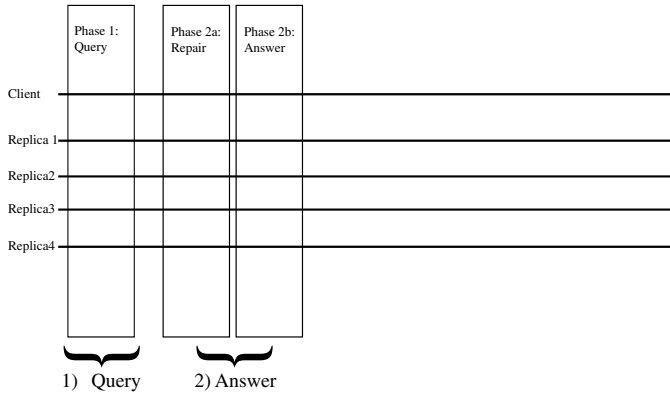 Phase 1:
Query
Phase 2a:
Repair
Phase 2b:
Answer
Client
Replica 1
Replica2
Replica3
Replica4
1) Query
2) Answer